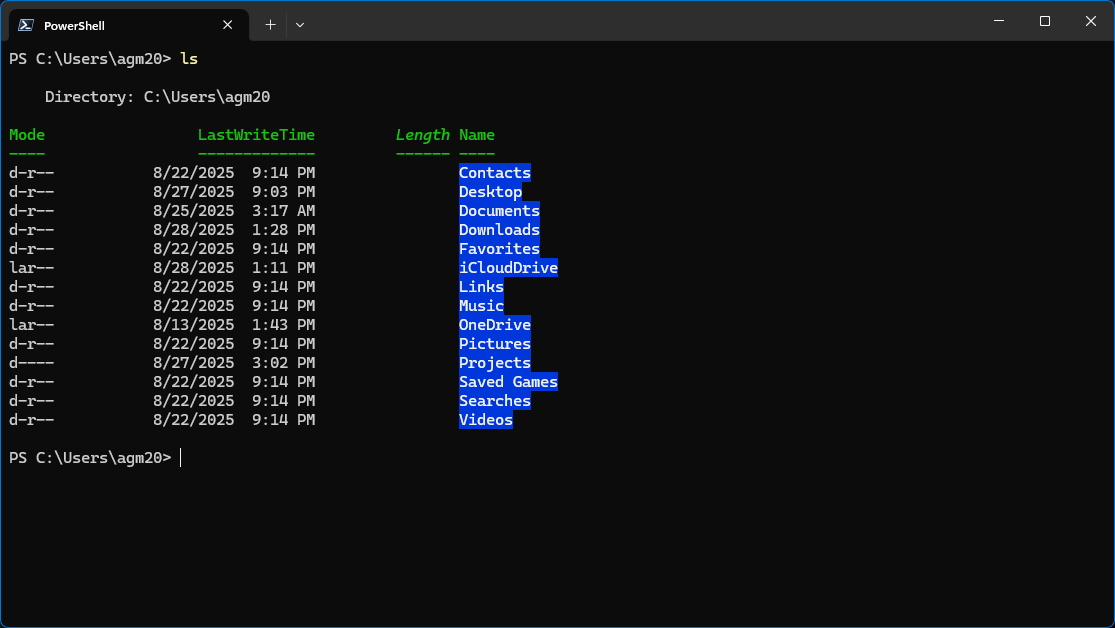 PowerShell
PS C:\Users\agm20> ls
    Directory: C:\Users\agm20
Mode                 LastWriteTime         Length Name
----                 -------------         ------ ----
d-r--           8/22/2025  9:14 PM                Contacts
d-r--           8/27/2025  9:03 PM                Desktop
d-r--           8/25/2025  3:17 AM                Documents
d-r--           8/28/2025  1:28 PM                Downloads
d-r--           8/22/2025  9:14 PM                Favorites
lar--           8/28/2025  1:11 PM                iCloudDrive
d-r--           8/22/2025  9:14 PM                Links
d-r--           8/22/2025  9:14 PM                Music
lar--           8/13/2025  1:43 PM                OneDrive
d-r--           8/22/2025  9:14 PM                Pictures
d----           8/27/2025  3:02 PM                Projects
d-r--           8/22/2025  9:14 PM                Saved Games
d-r--           8/22/2025  9:14 PM                Searches
d-r--           8/22/2025  9:14 PM                Videos
PS C:\Users\agm20>